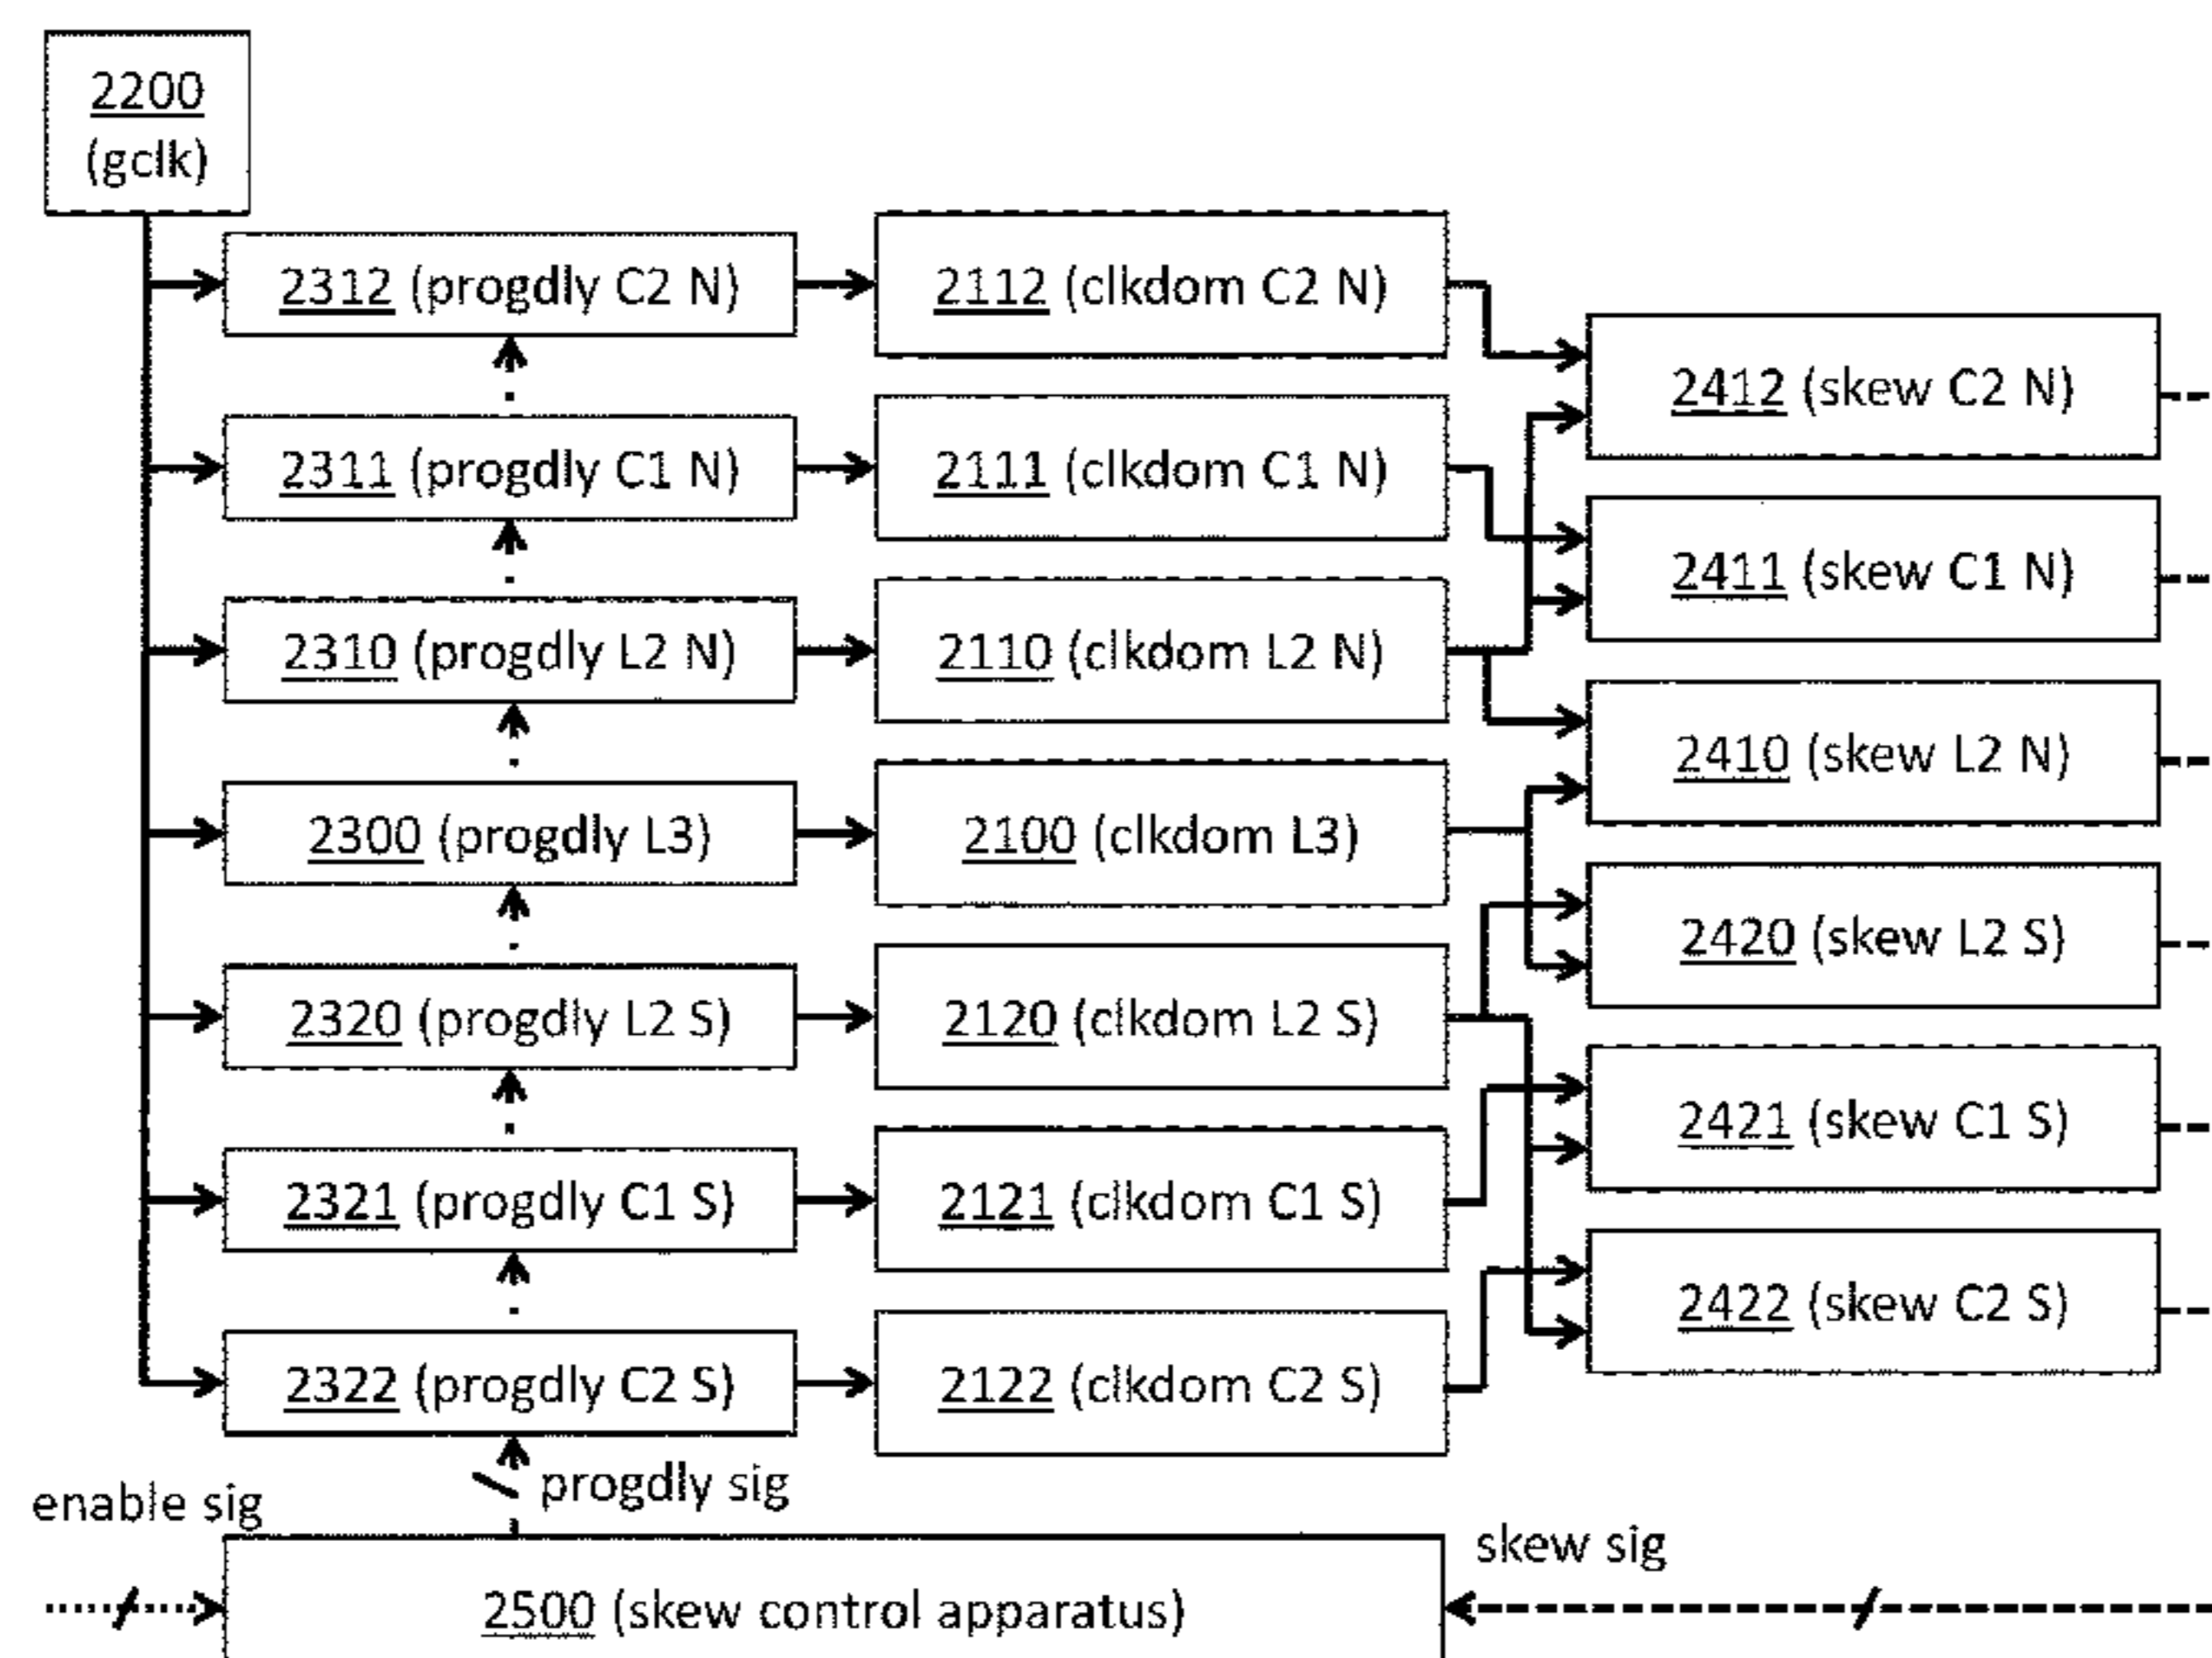 2200
(gclk)
2312 (progdly C2 N)
2112 (clkdom C2 N)
2412 (skew C2 N)
2311 (progdly C1 N)
2111 (clkdom C1 N)
2411 (skew C1 N)
2310 (progdly L2 N)
2110 (clkdom L2 N)
2410 (skew L2 N)
2300 (progdly L3)
2100 (clkdom L3)
2420 (skew L2 S)
2320 (progdly L2 S)
2120 (clkdom L2 S)
2421 (skew C1 S)
2321 (progdly C1 S)
2121 (clkdom C1 S)
2422 (skew C2 S)
2322 (progdly C2 S)
2122 (clkdom C2 S)
progdly sig
enable sig
skew sig
2500 (skew control apparatus)